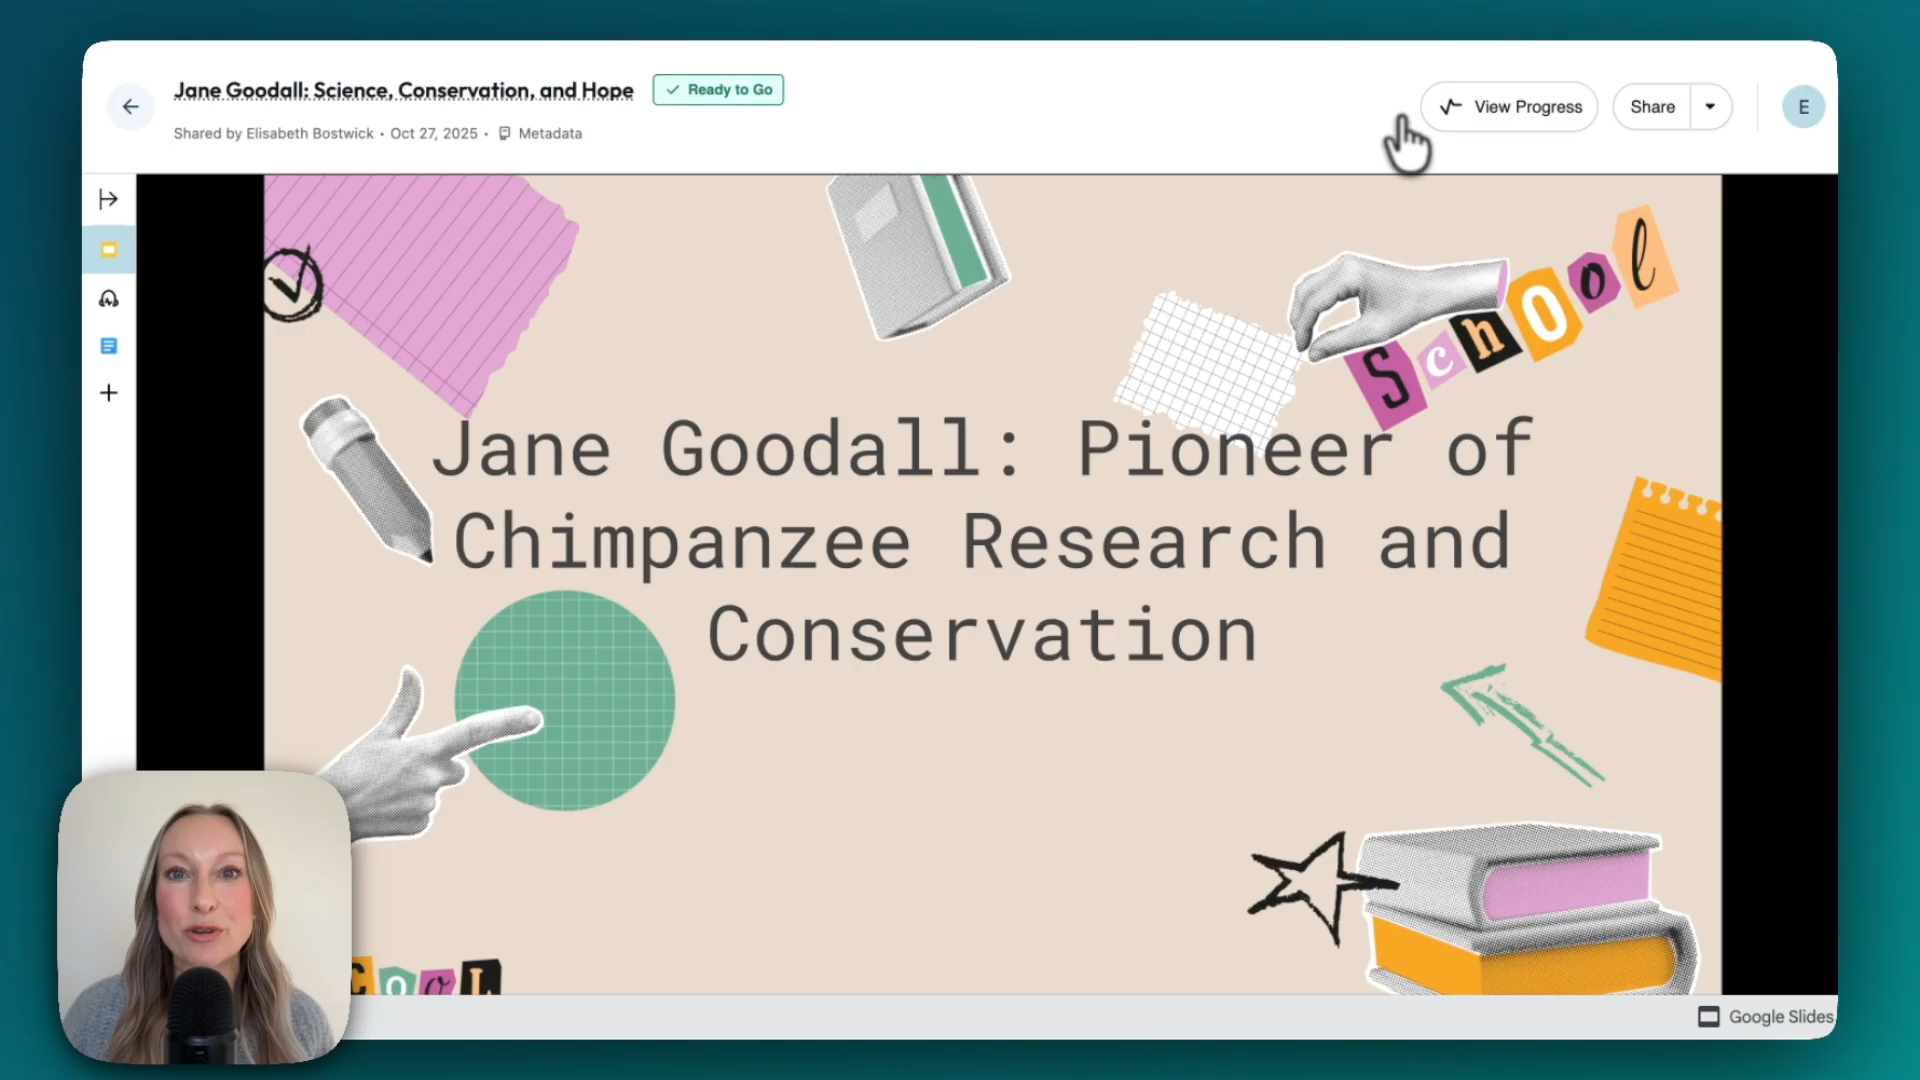 Jane Goodall: Science, Conservation, and Hope
Ready to Go
Shared by Elisabeth Bostwick • Oct 27, 2025 • Metadata
View Progress
Share
E
School
Jane Goodall: Pioneer of
Chimpanzee Research and
Conservation
COOL
Google Slides